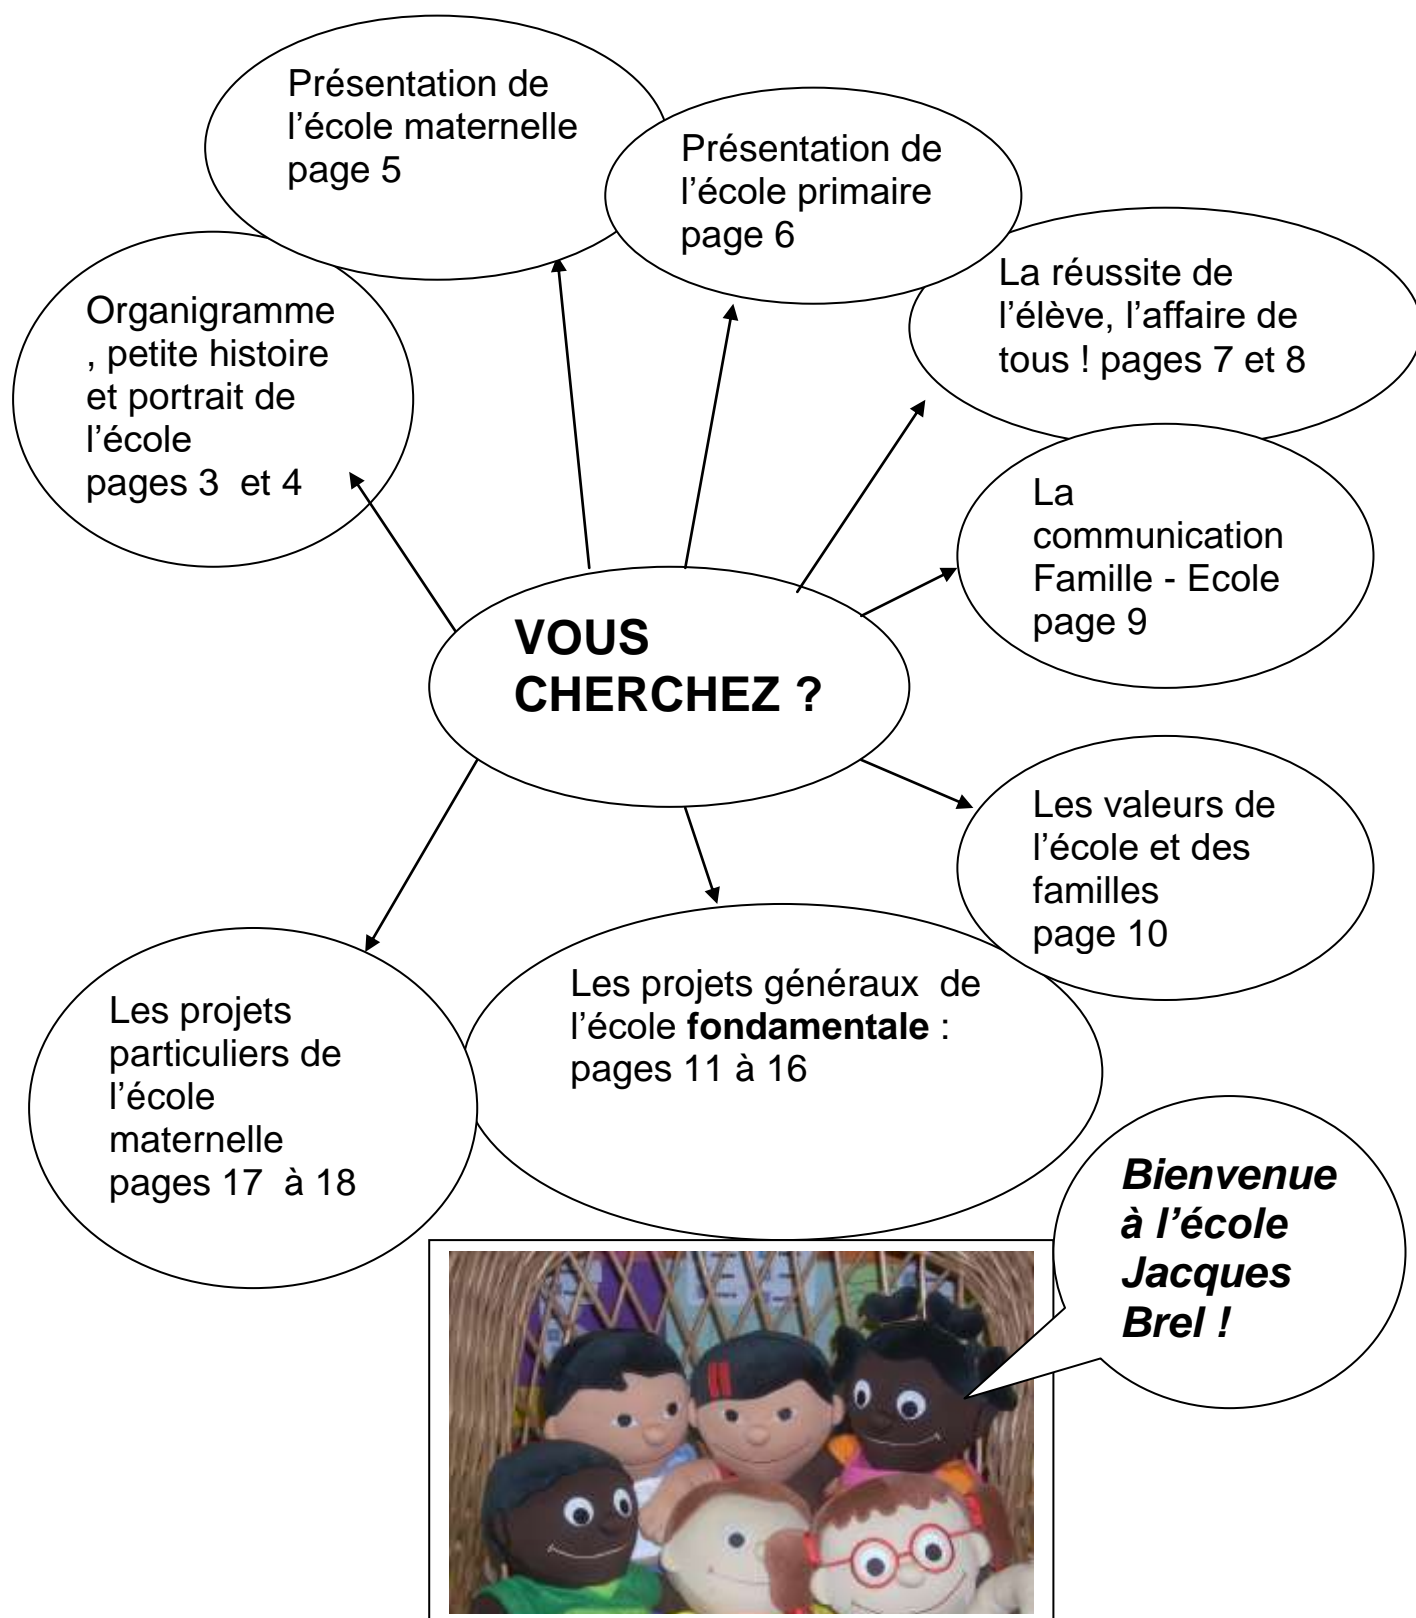 Présentation de
l’école maternelle
page 5
Présentation de
l’école primaire
page 6
La réussite de
l’élève, l’affaire de
tous ! pages 7 et 8
Organigramme
, petite histoire
et portrait de
l’école
pages 3  et 4
La
communication
Famille - Ecole
page 9
VOUS
CHERCHEZ ?
Les valeurs de
l’école et des
familles
page 10
Les projets généraux  de
l’école fondamentale :
pages 11 à 16
Les projets
particuliers de
l’école
maternelle
pages 17  à 18
Bienvenue
à l’école
Jacques
Brel !